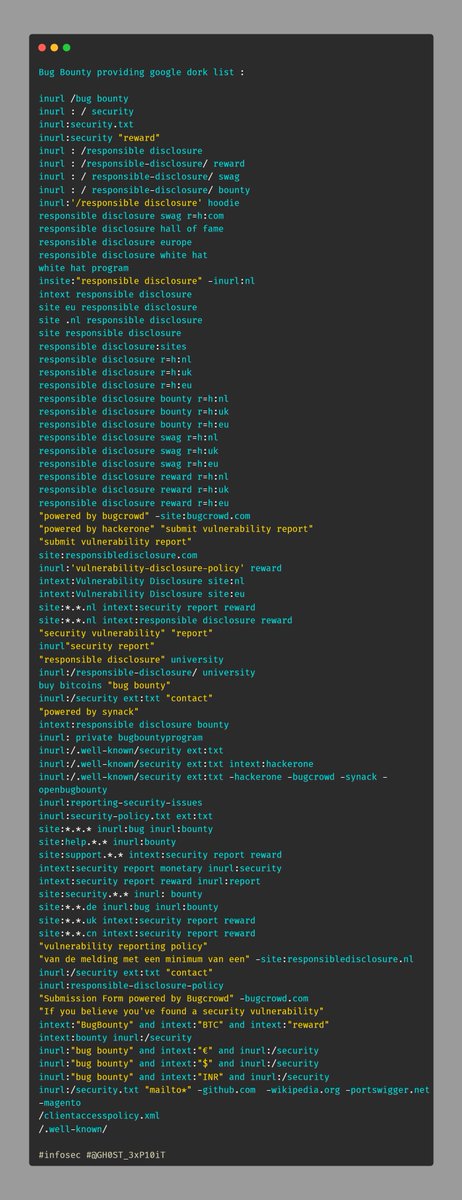 Bug Bounty providing google dork list :
inurl /bug bounty
inurl : / security
inurl:security.txt
inurl:security "reward"
inurl : /responsible disclosure
inurl : /responsible-disclosure/ reward
inurl : / responsible-disclosure/ swag
inurl : / responsible-disclosure/ bounty
inurl:'/responsible disclosure' hoodie
responsible disclosure swag r=h:com
responsible disclosure hall of fame
responsible disclosure europe
responsible disclosure white hat
white hat program
insite:"responsible disclosure" -inurl:nl
intext responsible disclosure
site eu responsible disclosure
site .nl responsible disclosure
site responsible disclosure
responsible disclosure:sites
responsible disclosure r=h:nl
responsible disclosure r=h:uk
responsible disclosure r=h:eu
responsible disclosure bounty r=h:nl
responsible disclosure bounty r=h:uk
responsible disclosure bounty r=h:eu
responsible disclosure swag r=h:nl
responsible disclosure swag r=h:uk
responsible disclosure swag r=h:eu
responsible disclosure reward r=h:nl
responsible disclosure reward r=h:uk
responsible disclosure reward r=h:eu
"powered by bugcrowd" -site:bugcrowd.com
"powered by hackerone" "submit vulnerability report"
"submit vulnerability report"
site:responsibledisclosure.com
inurl:'vulnerability-disclosure-policy' reward
intext:Vulnerability Disclosure site:nl
intext:Vulnerability Disclosure site:eu
site:*.*.nl intext:security report reward
site:*.*.nl intext:responsible disclosure reward
"security vulnerability" "report"
inurl"security report"
"responsible disclosure" university
inurl:/responsible-disclosure/ university
buy bitcoins "bug bounty"
inurl:/security ext:txt "contact"
"powered by synack"
intext:responsible disclosure bounty
inurl: private bugbountyprogram
inurl:/.well-known/security ext:txt
inurl:/.well-known/security ext:txt intext:hackerone
inurl:/.well-known/security ext:txt -hackerone -bugcrowd -synack -
openbugbounty
inurl:reporting-security-issues
inurl:security-policy.txt ext:txt
site:*.*.* inurl:bug inurl:bounty
site:help.*.* inurl:bounty
site:support.*.* intext:security report reward
intext:security report monetary inurl:security
intext:security report reward inurl:report
site:security.*.* inurl: bounty
site:*.*.de inurl:bug inurl:bounty
site:*.*.uk intext:security report reward
site:*.*.cn intext:security report reward
"vulnerability reporting policy"
"van de melding met een minimum van een" -site:responsibledisclosure.nl
inurl:/security ext:txt "contact"
inurl:responsible-disclosure-policy
"Submission Form powered by Bugcrowd" -bugcrowd.com
"If you believe you've found a security vulnerability"
intext:"BugBounty" and intext:"BTC" and intext:"reward"
intext:bounty inurl:/security
inurl:"bug bounty" and intext:"€" and inurl:/security
inurl:"bug bounty" and intext:"$" and inurl:/security
inurl:"bug bounty" and intext:"INR" and inurl:/security
inurl:/security.txt "mailto*" -github.com  -wikipedia.org -portswigger.net
-magento
/clientaccesspolicy.xml
/.well-known/
#infosec #@GH0ST_3xP10iT